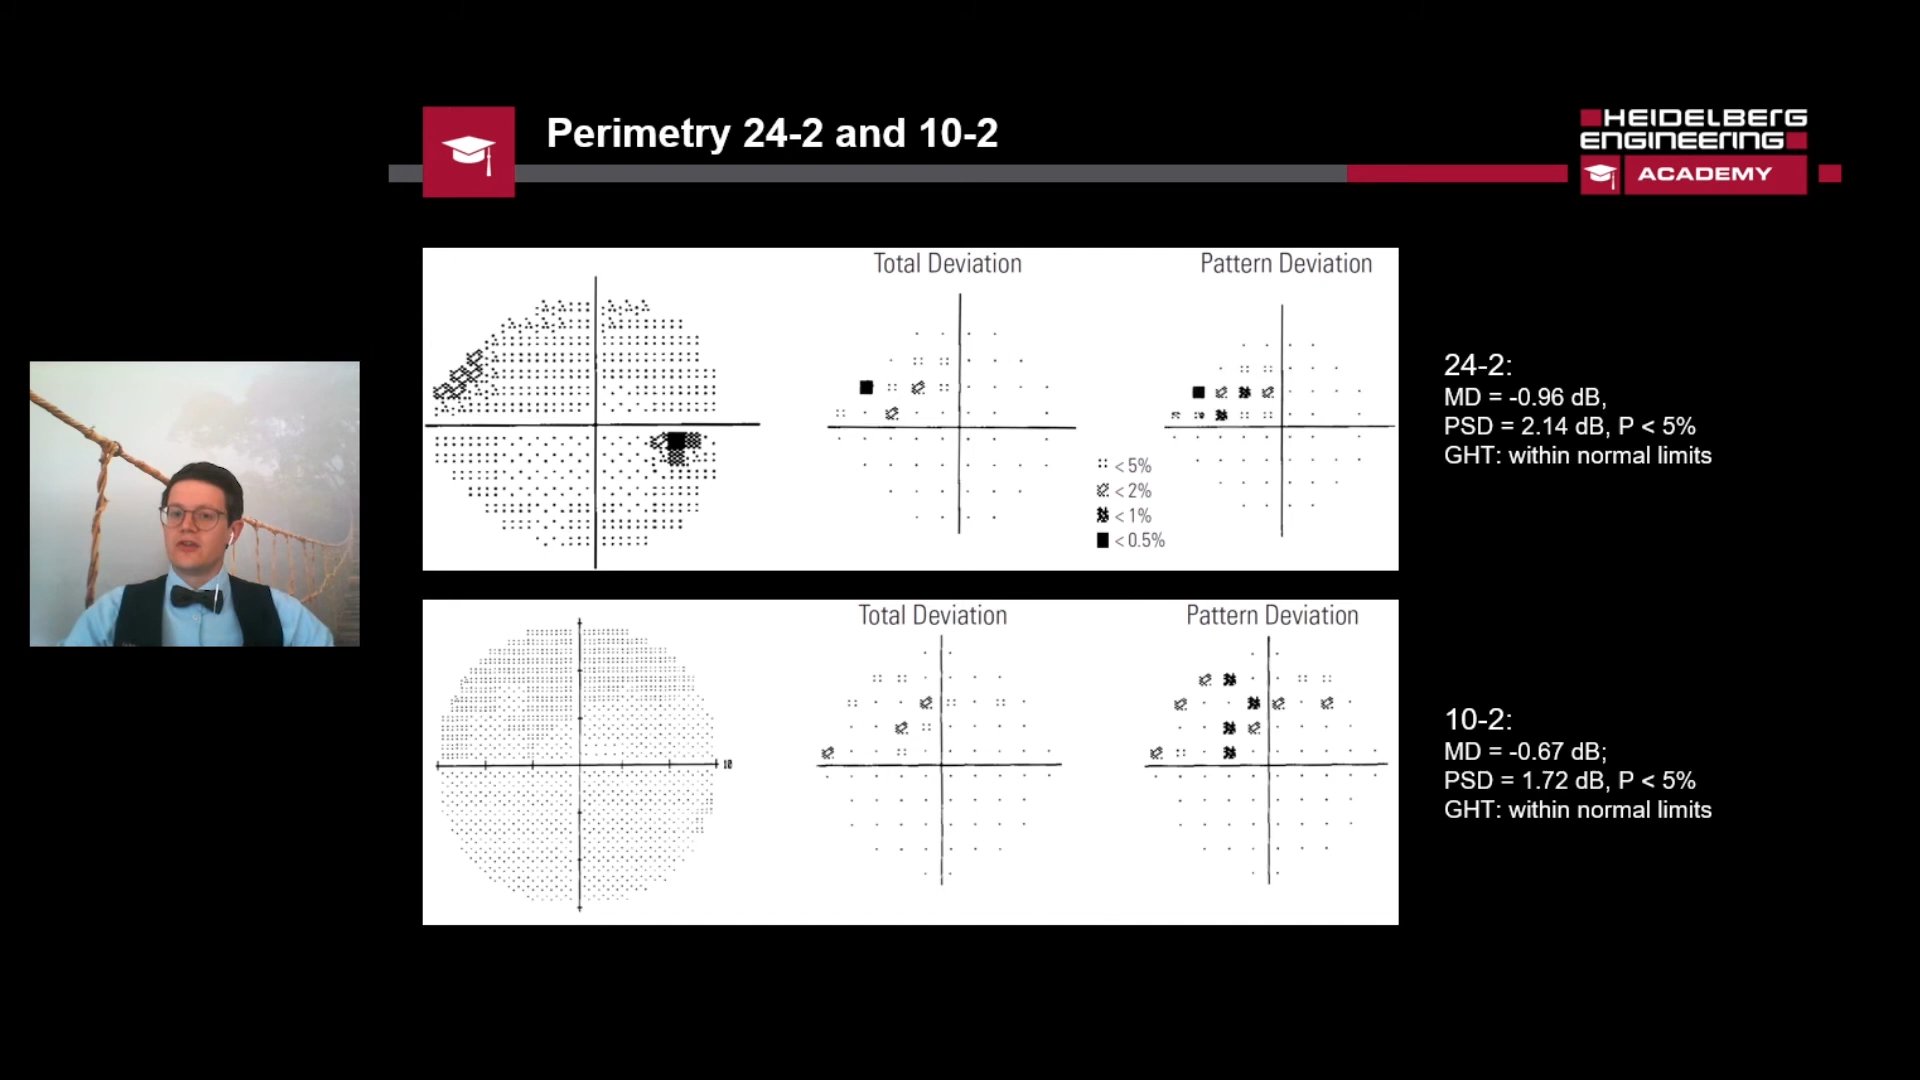 Perimetry 24-2 and 10-2
HEIDELBERG
ENGINEERING
ACADEMY
Total Deviation
Pattern Deviation
< 5%
< 2%
< 1%
< 0.5%
24-2:
MD = -0.96 dB,
PSD = 2.14 dB, P < 5%
GHT: within normal limits
Total Deviation
Pattern Deviation
10
10-2:
MD = -0.67 dB;
PSD = 1.72 dB, P < 5%
GHT: within normal limits